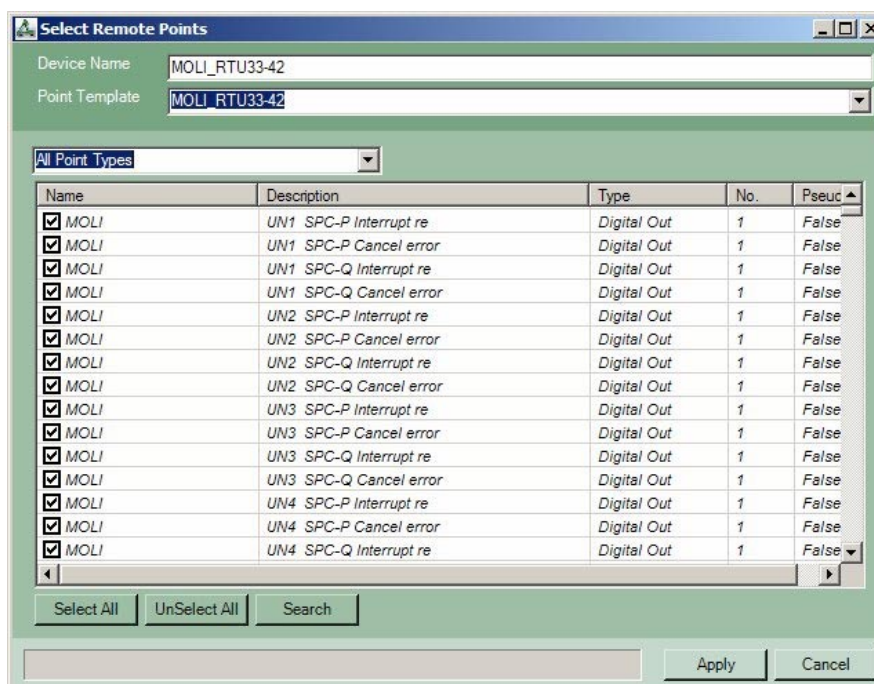 Select Remote Points
Device Name MOLI_RTU33-42
Point Template MOLI_RTU33-42
All Point Types
Name Description Type No. Pseud
MOLI UN1 SPC-P Interrupt re Digital Out 1 False
MOLI UN1 SPC-P Cancel error Digital Out 1 False
MOLI UN1 SPC-Q Interrupt re Digital Out 1 False
MOLI UN1 SPC-Q Cancel error Digital Out 1 False
MOLI UN2 SPC-P Interrupt re Digital Out 1 False
MOLI UN2 SPC-P Cancel error Digital Out 1 False
MOLI UN2 SPC-Q Interrupt re Digital Out 1 False
MOLI UN2 SPC-Q Cancel error Digital Out 1 False
MOLI UN3 SPC-P Interrupt re Digital Out 1 False
MOLI UN3 SPC-P Cancel error Digital Out 1 False
MOLI UN3 SPC-Q Interrupt re Digital Out 1 False
MOLI UN3 SPC-Q Cancel error Digital Out 1 False
MOLI UN4 SPC-P Interrupt re Digital Out 1 False
MOLI UN4 SPC-P Cancel error Digital Out 1 False
MOLI UN4 SPC-Q Interrupt re Digital Out 1 False
Select All UnSelect All Search
Apply Cancel